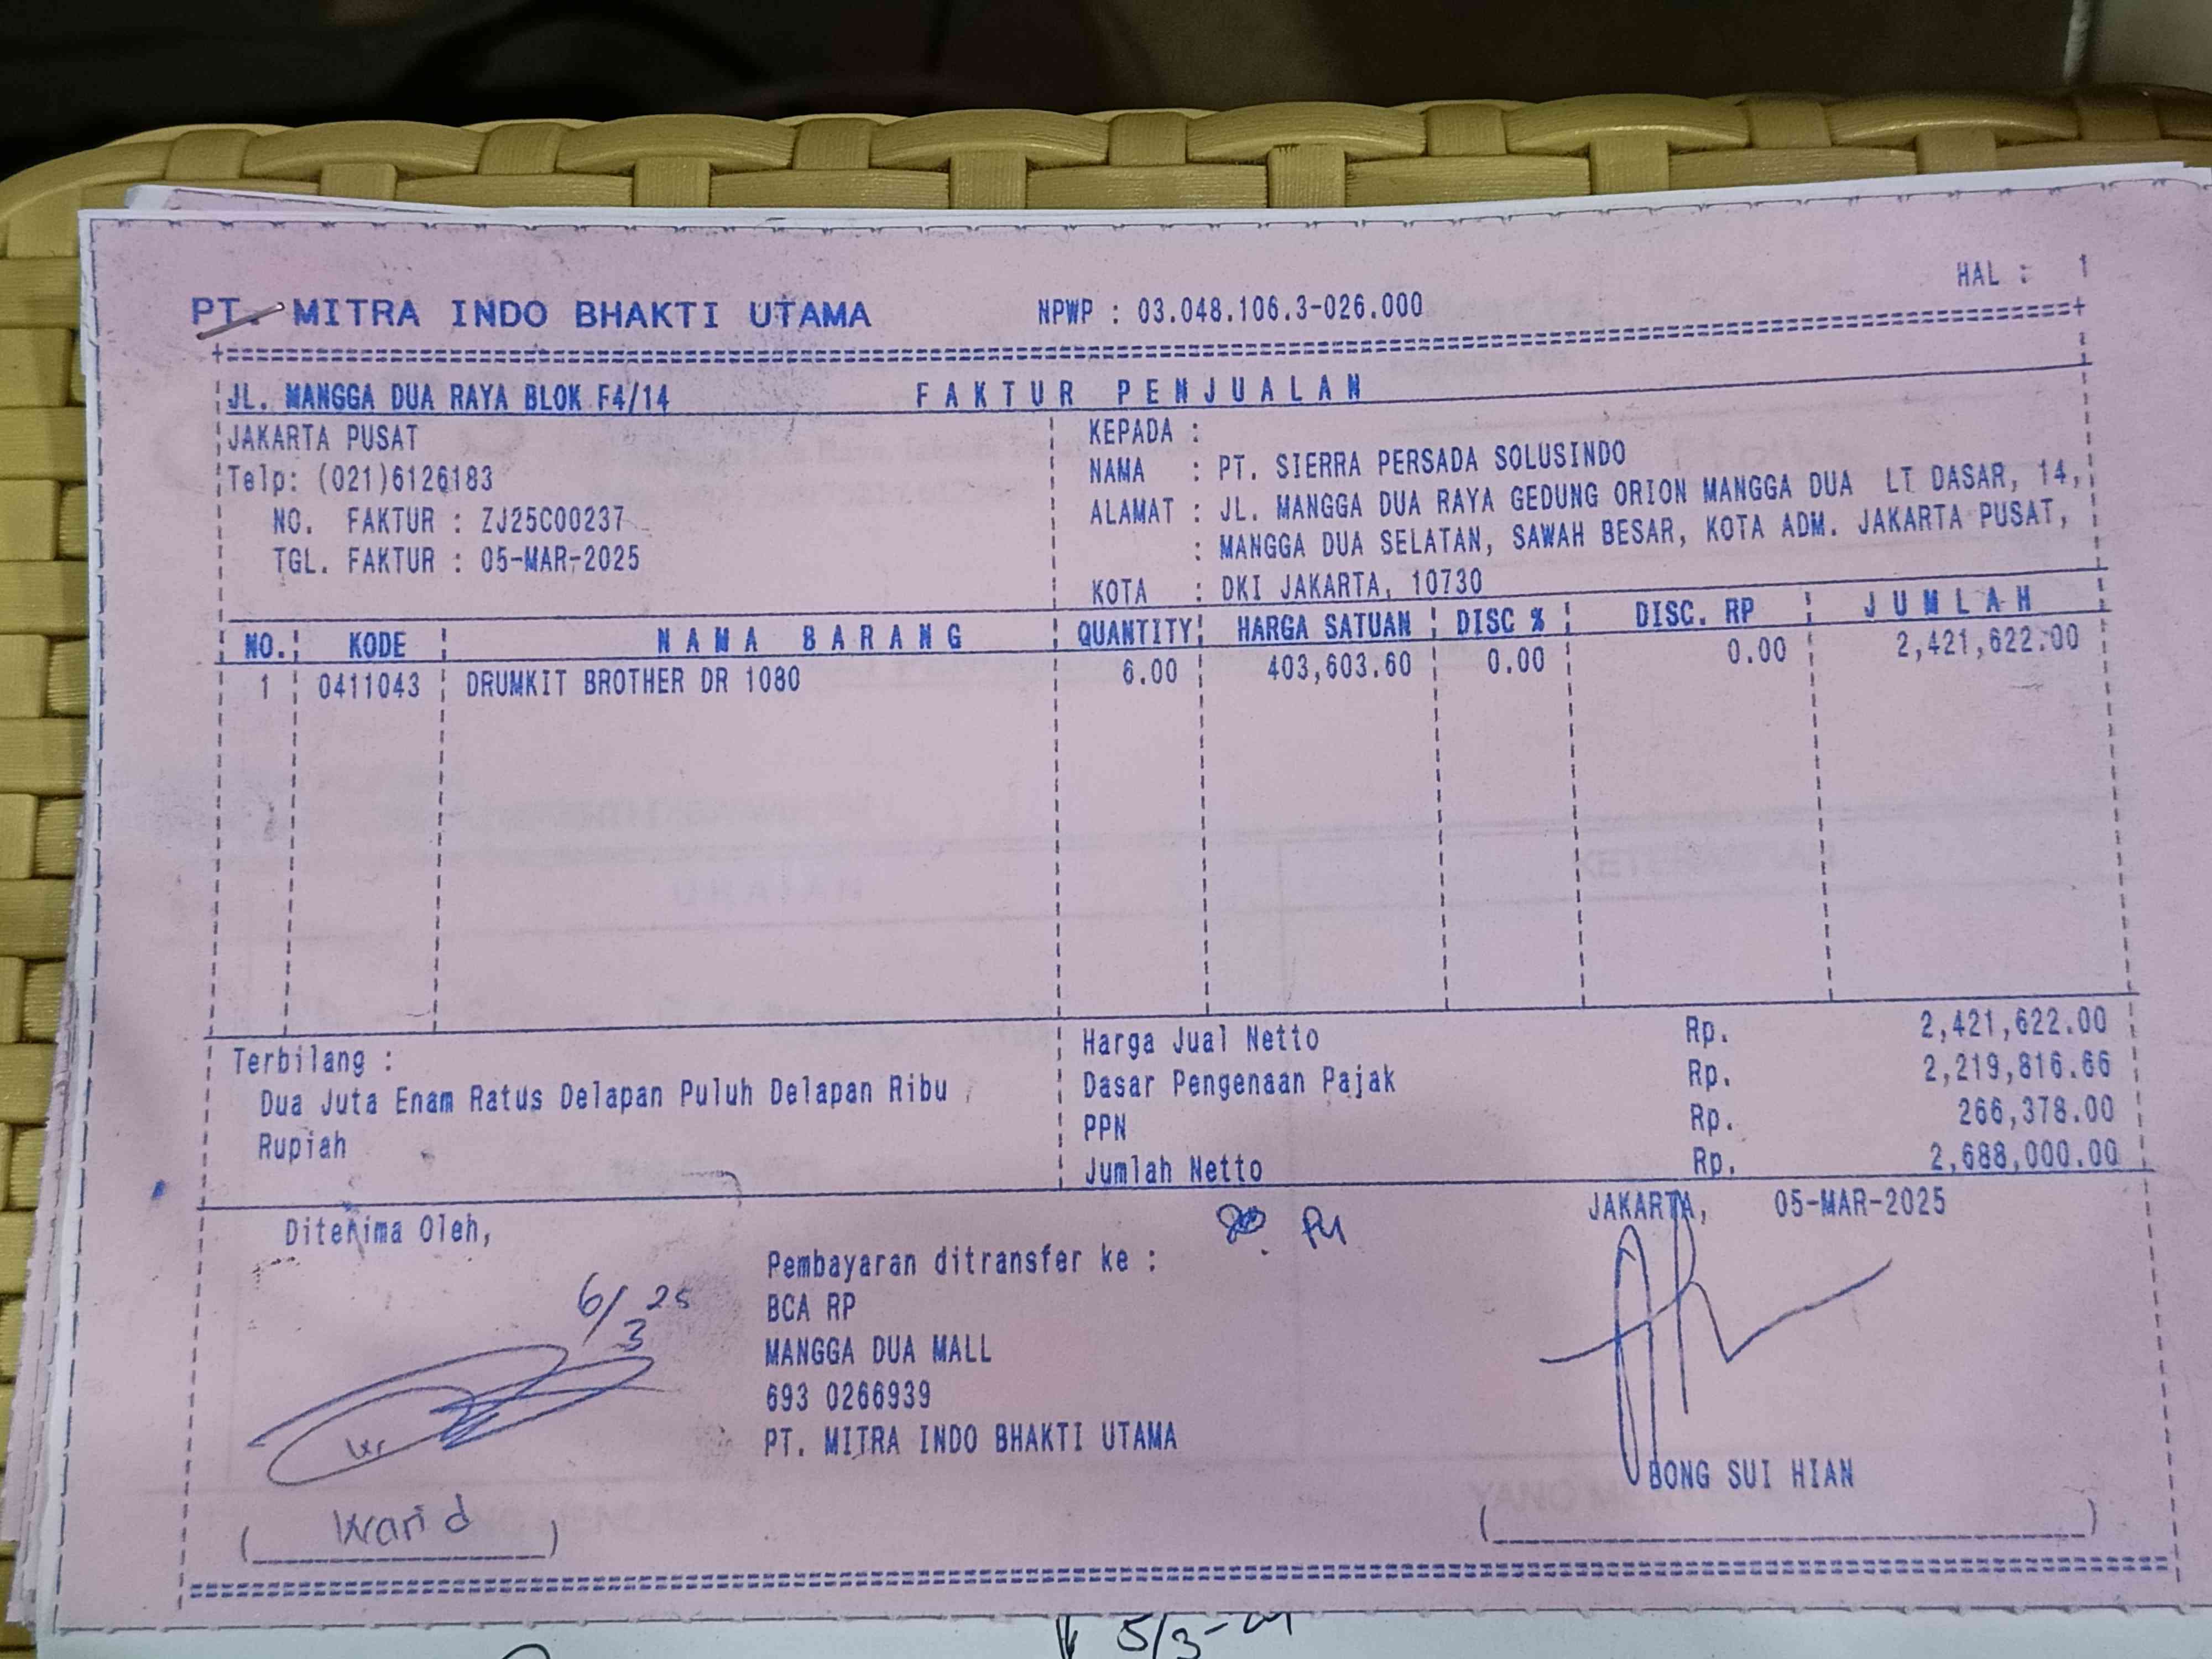 HAL : 1
PT. MITRA INDO BHAKTI UTAMA NPWP : 03.048.106.3-026.000
JL. MANGGA DUA RAYA BLOK F4/14 FAKTUR PENJUALAN
JAKARTA PUSAT
Telp: (021)6126183
NO. FAKTUR : ZJ25C00237
TGL. FAKTUR : 05-MAR-2025
KEPADA :
NAMA : PT. SIERRA PERSADA SOLUSINDO
ALAMAT : JL. MANGGA DUA RAYA GEDUNG ORION MANGGA DUA LT DASAR, 14,
: MANGGA DUA SELATAN, SAWAH BESAR, KOTA ADM. JAKARTA PUSAT,
KOTA : DKI JAKARTA, 10730
NO. KODE NAMA BARANG QUANTITY HARGA SATUAN DISC % DISC. RP JUMLAH
1 0411043 DRUMKIT BROTHER DR 1080 6.00 403,603.60 0.00 0.00 2,421,622.00
Terbilang :
Dua Juta Enam Ratus Delapan Puluh Delapan Ribu
Rupiah
Harga Jual Netto Rp. 2,421,622.00
Dasar Pengenaan Pajak Rp. 2,219,816.66
PPN Rp. 266,378.00
Jumlah Netto Rp. 2,688,000.00
Diterima Oleh,
6/3 25
Warid
Pembayaran ditransfer ke :
BCA RP
MANGGA DUA MALL
693 0266939
PT. MITRA INDO BHAKTI UTAMA
JAKARTA, 05-MAR-2025
BONG SUI HIAN